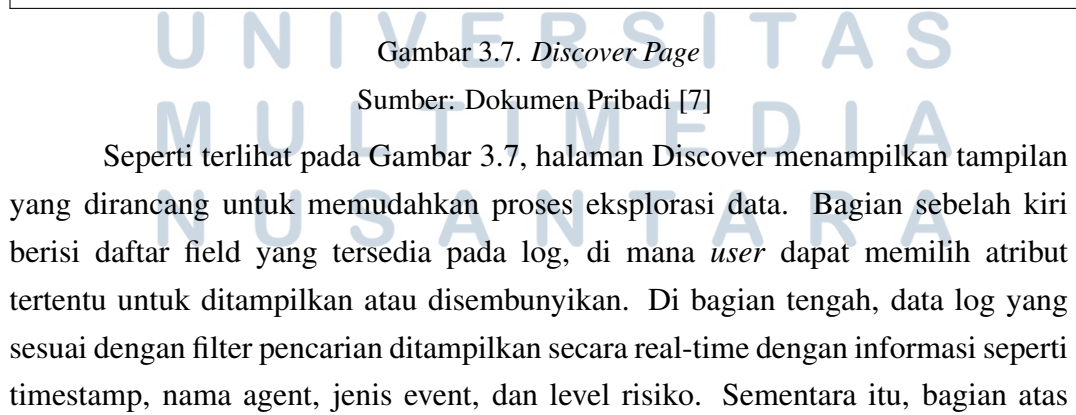 UNIVERSITAS
Gambar 3.7. Discover Page
Sumber: Dokumen Pribadi [7]
MULTIMEDIA
Seperti terlihat pada Gambar 3.7, halaman Discover menampilkan tampilan
yang dirancang untuk memudahkan proses eksplorasi data. Bagian sebelah kiri
NUSANTARA
berisi daftar field yang tersedia pada log, di mana user dapat memilih atribut
tertentu untuk ditampilkan atau disembunyikan. Di bagian tengah, data log yang
sesuai dengan filter pencarian ditampilkan secara real-time dengan informasi seperti
timestamp, nama agent, jenis event, dan level risiko. Sementara itu, bagian atas